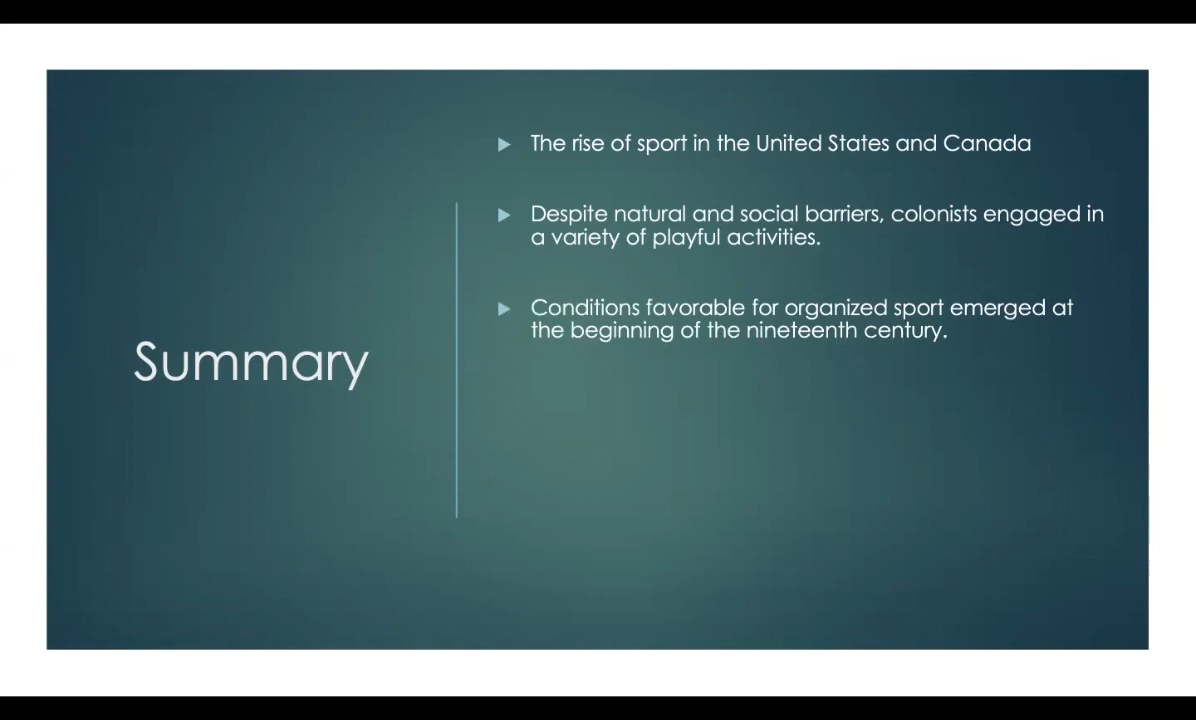 Summary
The rise of sport in the United States and Canada
Despite natural and social barriers, colonists engaged in
a variety of playful activities.
Conditions favorable for organized sport emerged at
the beginning of the nineteenth century.